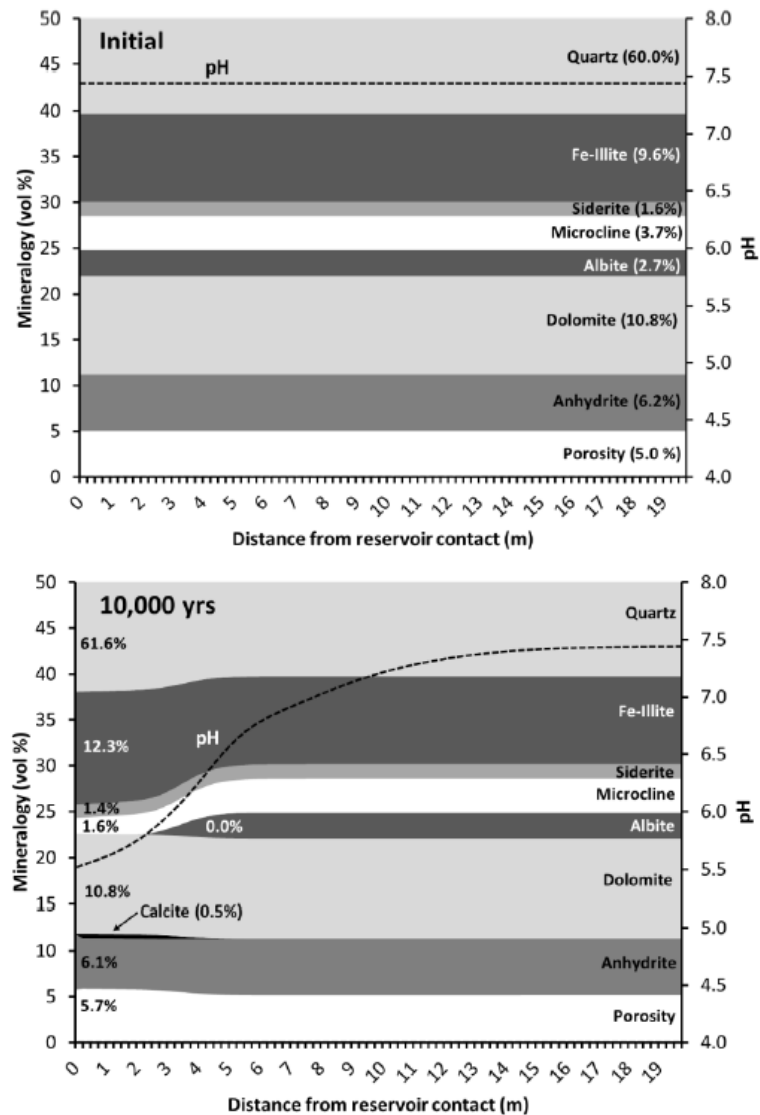 Initial
pH
Quartz (60.0%)
Fe-Illite (9.6%)
Siderite (1.6%)
Microcline (3.7%)
Albite (2.7%)
Dolomite (10.8%)
Anhydrite (6.2%)
Porosity (5.0 %)
Mineralogy (vol %)
50
45
40
35
30
25
20
15
10
5
0
8.0
7.5
7.0
6.5
6.0
5.5
5.0
4.5
4.0
pH
0 1 2 3 4 5 6 7 8 9 10 11 12 13 14 15 16 17 18 19
Distance from reservoir contact (m)
10,000 yrs
Quartz
61.6%
Fe-Illite
12.3%
pH
Siderite
1.4%
Microcline
1.6%
0.0%
Albite
Dolomite
10.8%
Calcite (0.5%)
Anhydrite
6.1%
5.7%
Porosity
Mineralogy (vol %)
50
45
40
35
30
25
20
15
10
5
0
8.0
7.5
7.0
6.5
6.0
5.5
5.0
4.5
4.0
pH
0 1 2 3 4 5 6 7 8 9 10 11 12 13 14 15 16 17 18 19
Distance from reservoir contact (m)